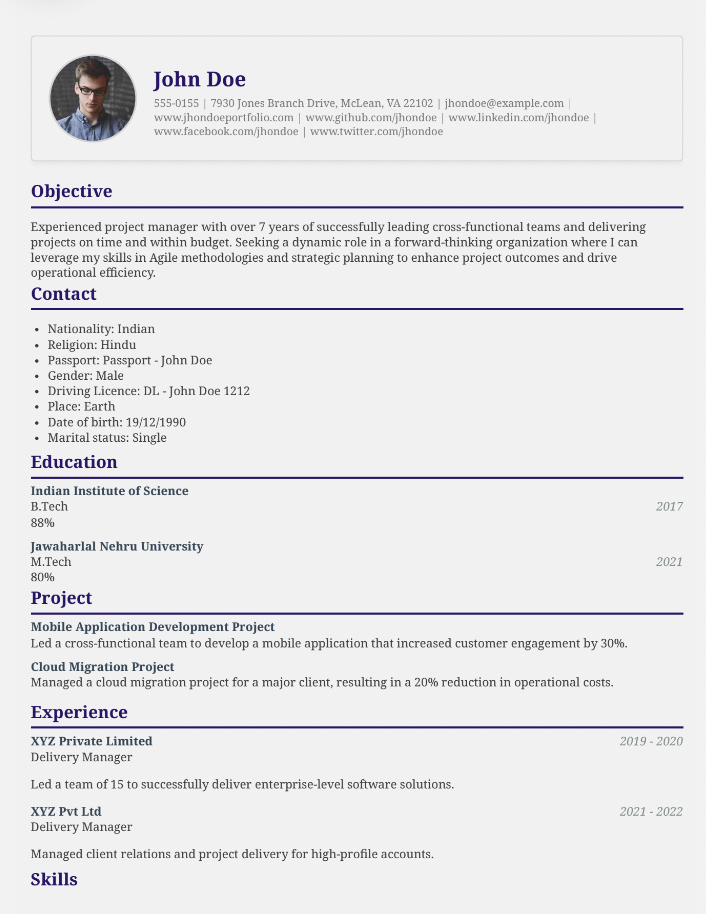 John Doe
555-0155 | 7930 Jones Branch Drive, McLean, VA 22102 | jhondoe@example.com |
www.jhondoeportfolio.com | www.github.com/jhondoe | www.linkedin.com/jhondoe |
www.facebook.com/jhondoe | www.twitter.com/jhondoe
Objective
Experienced project manager with over 7 years of successfully leading cross-functional teams and delivering
projects on time and within budget. Seeking a dynamic role in a forward-thinking organization where I can
leverage my skills in Agile methodologies and strategic planning to enhance project outcomes and drive
operational efficiency.
Contact
• Nationality: Indian
• Religion: Hindu
• Passport: Passport - John Doe
• Gender: Male
• Driving Licence: DL - John Doe 1212
• Place: Earth
• Date of birth: 19/12/1990
• Marital status: Single
Education
Indian Institute of Science
B.Tech 2017
88%
Jawaharlal Nehru University
M.Tech 2021
80%
Project
Mobile Application Development Project
Led a cross-functional team to develop a mobile application that increased customer engagement by 30%.
Cloud Migration Project
Managed a cloud migration project for a major client, resulting in a 20% reduction in operational costs.
Experience
XYZ Private Limited 2019 - 2020
Delivery Manager
Led a team of 15 to successfully deliver enterprise-level software solutions.
XYZ Pvt Ltd 2021 - 2022
Delivery Manager
Managed client relations and project delivery for high-profile accounts.
Skills